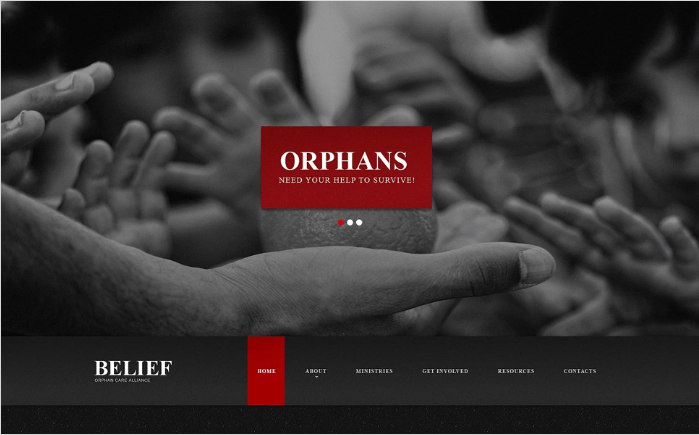 ORPHANS
NEED YOUR HELP TO SURVIVE!
BELIEF
ORPHAN CARE ALLIANCE
HOME ABOUT MINISTRIES GET INVOLVED RESOURCES CONTACTS